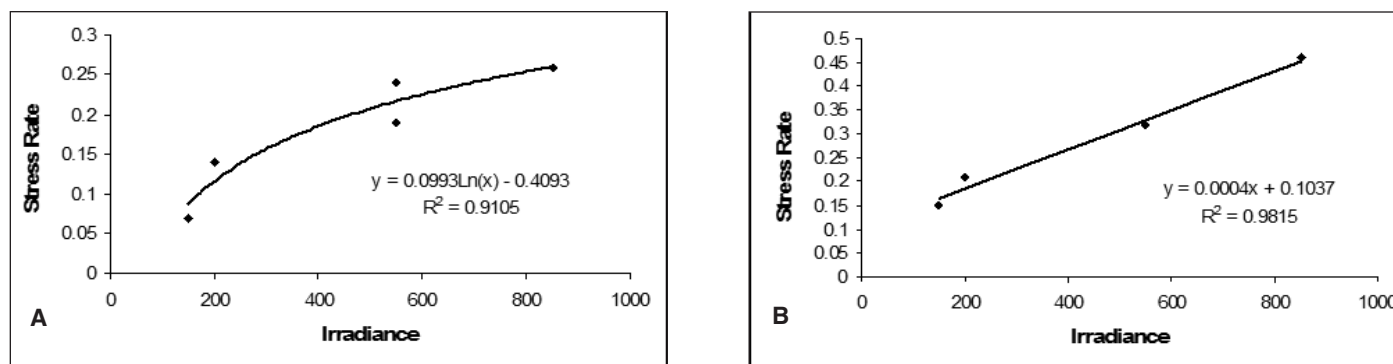 0.3
0.25
0.2
0.15
0.1
0.05
0
Stress Rate
y = 0.0993Ln(x) - 0.4093
R² = 0.9105
0 200 400 600 800 1000
Irradiance
A
0.5
0.45
0.4
0.35
0.3
0.25
0.2
0.15
0.1
0.05
0
Stress Rate
y = 0.0004x + 0.1037
R² = 0.9815
0 200 400 600 800 1000
Irradiance
B